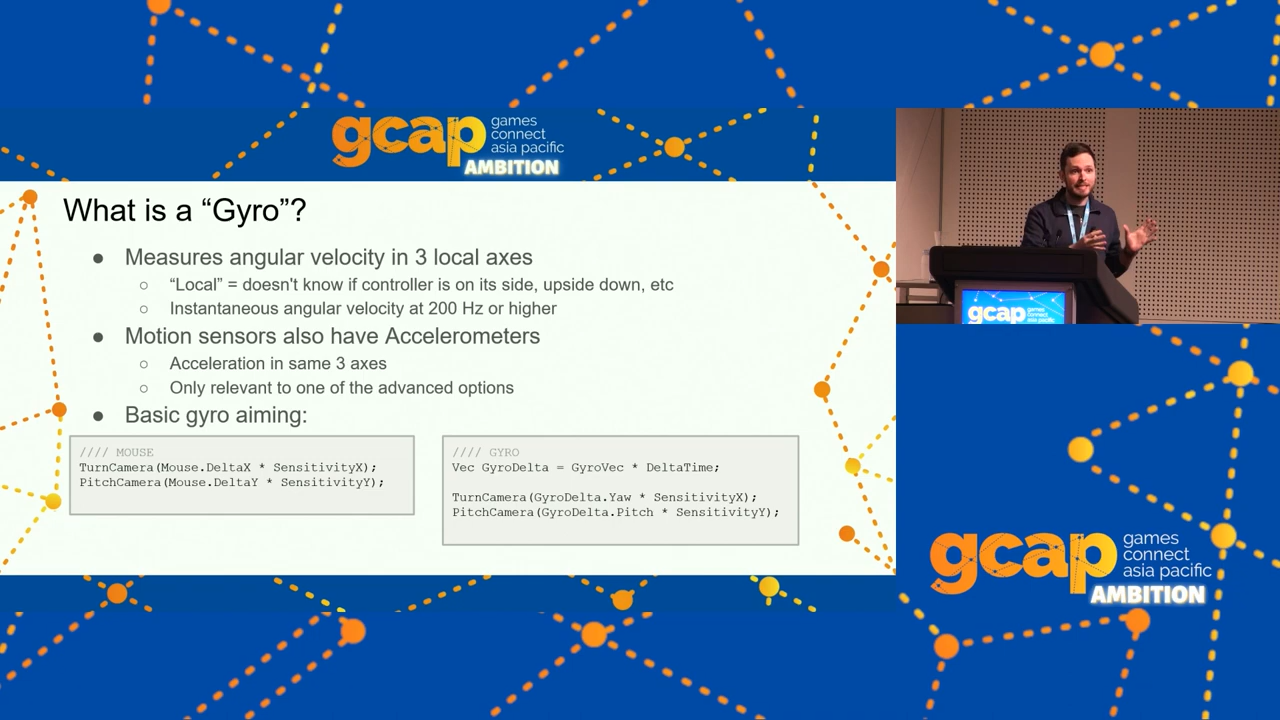 gcap
games
connect
asia pacific
AMBITION
What is a “Gyro”?
● Measures angular velocity in 3 local axes
○ “Local” = doesn't know if controller is on its side, upside down, etc
○ Instantaneous angular velocity at 200 Hz or higher
● Motion sensors also have Accelerometers
○ Acceleration in same 3 axes
○ Only relevant to one of the advanced options
● Basic gyro aiming:
//// MOUSE
TurnCamera(Mouse.DeltaX * SensitivityX);
PitchCamera(Mouse.DeltaY * SensitivityY);
//// GYRO
Vec GyroDelta = GyroVec * DeltaTime;
TurnCamera(GyroDelta.Yaw * SensitivityX);
PitchCamera(GyroDelta.Pitch * SensitivityY);
gcap
games
connect
asia pacific
gcap
games
connect
asia pacific
AMBITION